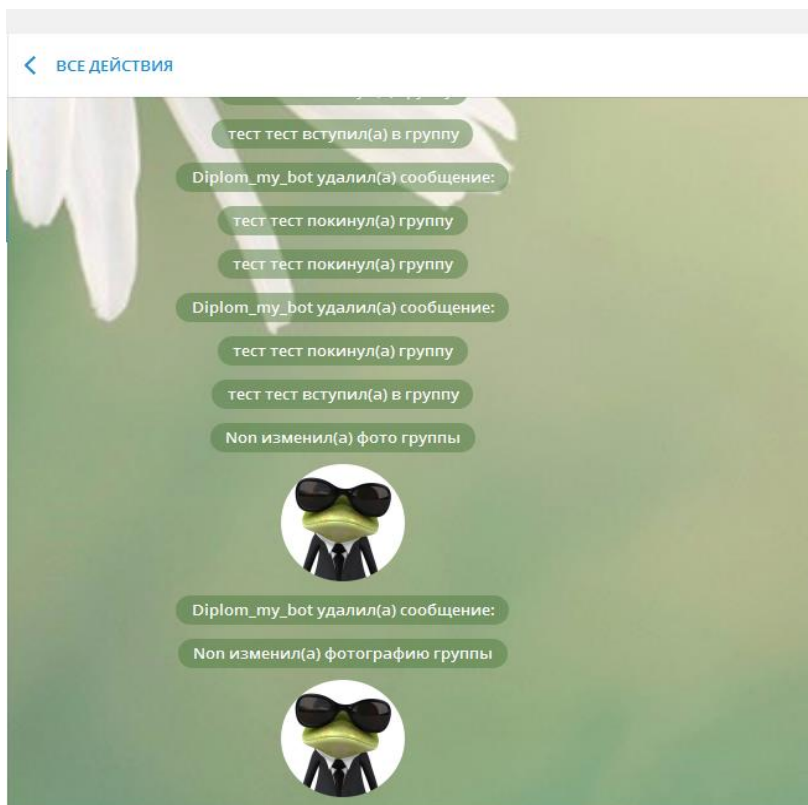 ВСЕ ДЕЙСТВИЯ
тест тест вступил(а) в группу
Diplom_my_bot удалил(а) сообщение:
тест тест покинул(а) группу
тест тест покинул(а) группу
Diplom_my_bot удалил(а) сообщение:
тест тест покинул(а) группу
тест тест вступил(а) в группу
Non изменил(а) фото группы
Diplom_my_bot удалил(а) сообщение:
Non изменил(а) фотографию группы